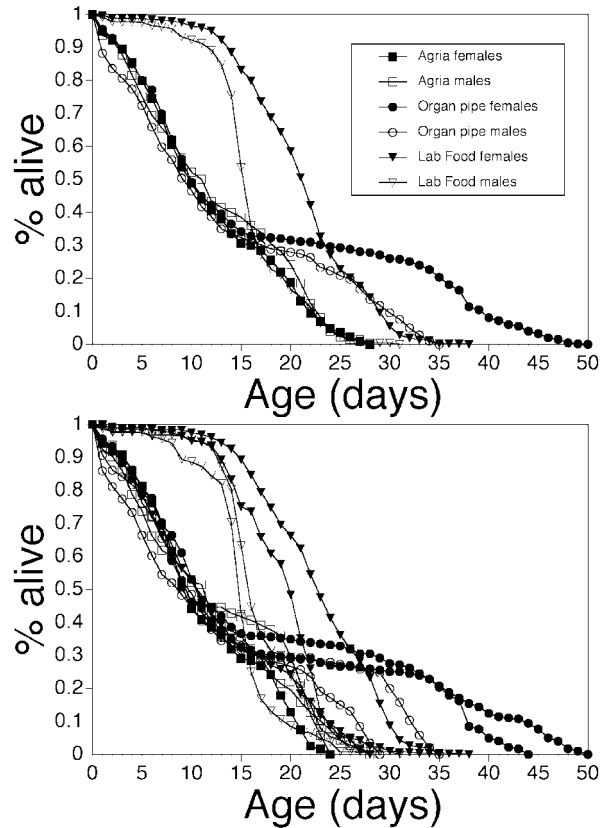 1
0.9
0.8
0.7
0.6
0.5
0.4
0.3
0.2
0.1
0
% alive
Agria females
Agria males
Organ pipe females
Organ pipe males
Lab Food females
Lab Food males
0 5 10 15 20 25 30 35 40 45 50
Age (days)
1
0.9
0.8
0.7
0.6
0.5
0.4
0.3
0.2
0.1
0
% alive
0 5 10 15 20 25 30 35 40 45 50
Age (days)